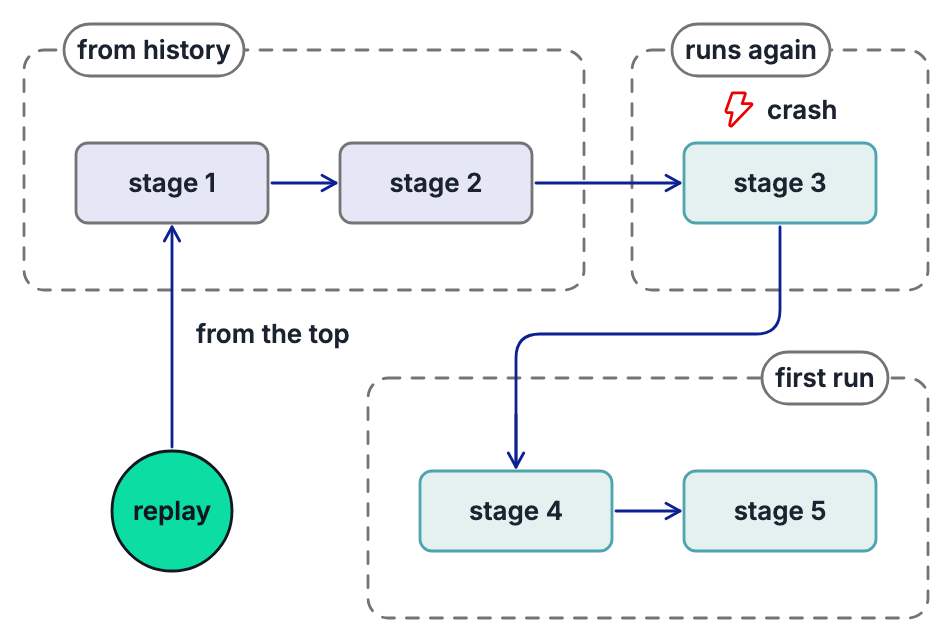 from history
runs again
crash
stage 1
stage 2
stage 3
from the top
first run
replay
stage 4
stage 5